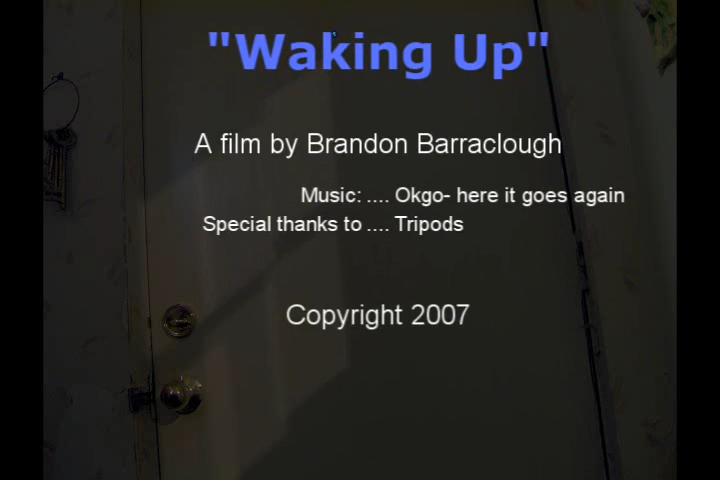 "Waking Up"
A film by Brandon Barraclough
Music: .... Okgo- here it goes again
Special thanks to .... Tripods
Copyright 2007